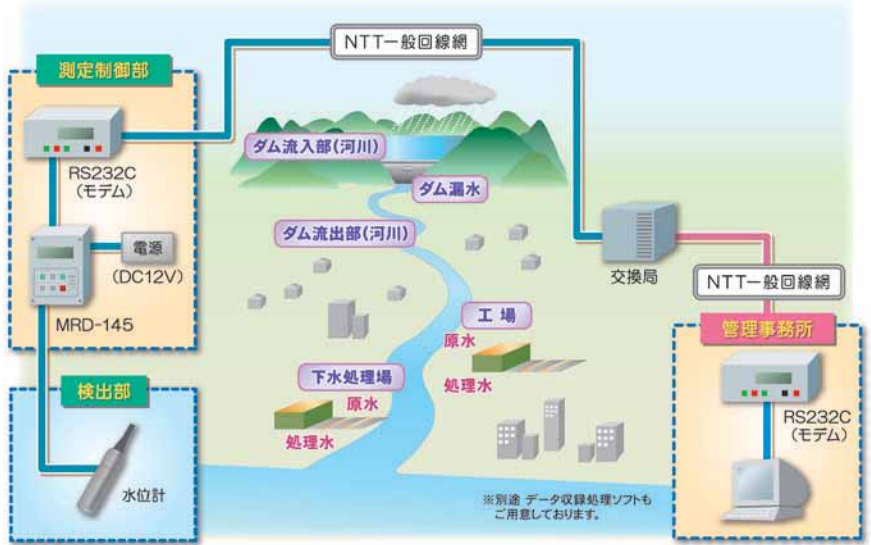 NTT一般回線網
測定制御部
RS232C
(モデム)
電源
(DC12V)
MRD-145
検出部
水位計
ダム流入部(河川)
ダム漏水
ダム流出部(河川)
工場
原水
処理水
下水処理場
原水
処理水
交換局
NTT一般回線網
管理事務所
RS232C
(モデム)
※別途 データ収録処理ソフトも
ご用意しております。